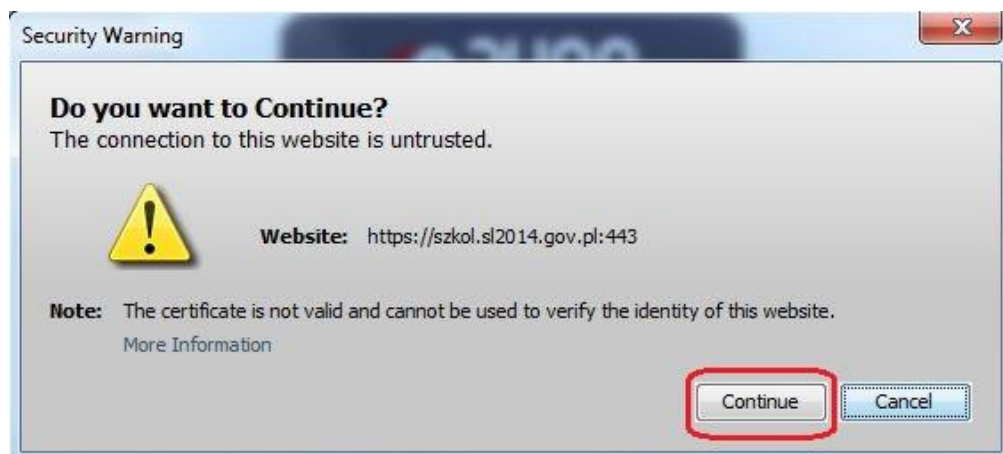 Security Warning
Do you want to Continue?
The connection to this website is untrusted.
Website: https://szkol.sl2014.gov.pl:443
Note: The certificate is not valid and cannot be used to verify the identity of this website.
More Information
Continue Cancel